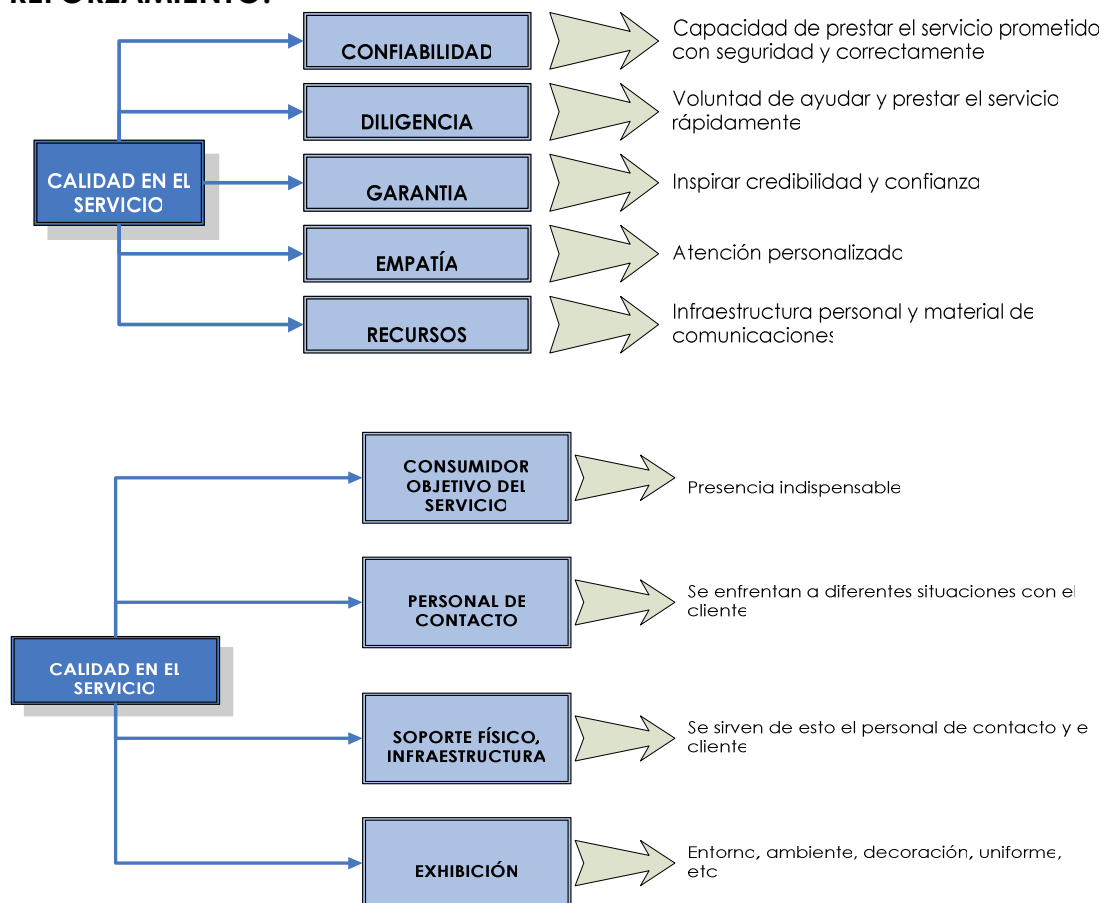 REFORZAMIENTO:
CONFIABILIDAD
Capacidad de prestar el servicio prometido
con seguridad y correctamente
DILIGENCIA
Voluntad de ayudar y prestar el servicio
rápidamente
CALIDAD EN EL
SERVICIO
GARANTIA
Inspirar credibilidad y confianza
EMPATÍA
Atención personalizada
RECURSOS
Infraestructura personal y material de
comunicaciones
CONSUMIDOR
OBJETIVO DEL
SERVICIO
Presencia indispensable
PERSONAL DE
CONTACTO
Se enfrentan a diferentes situaciones con el
cliente
CALIDAD EN EL
SERVICIO
SOPORTE FÍSICO,
INFRAESTRUCTURA
Se sirven de esto el personal de contacto y e
cliente
EXHIBICIÓN
Entorno, ambiente, decoración, uniforme,
etc